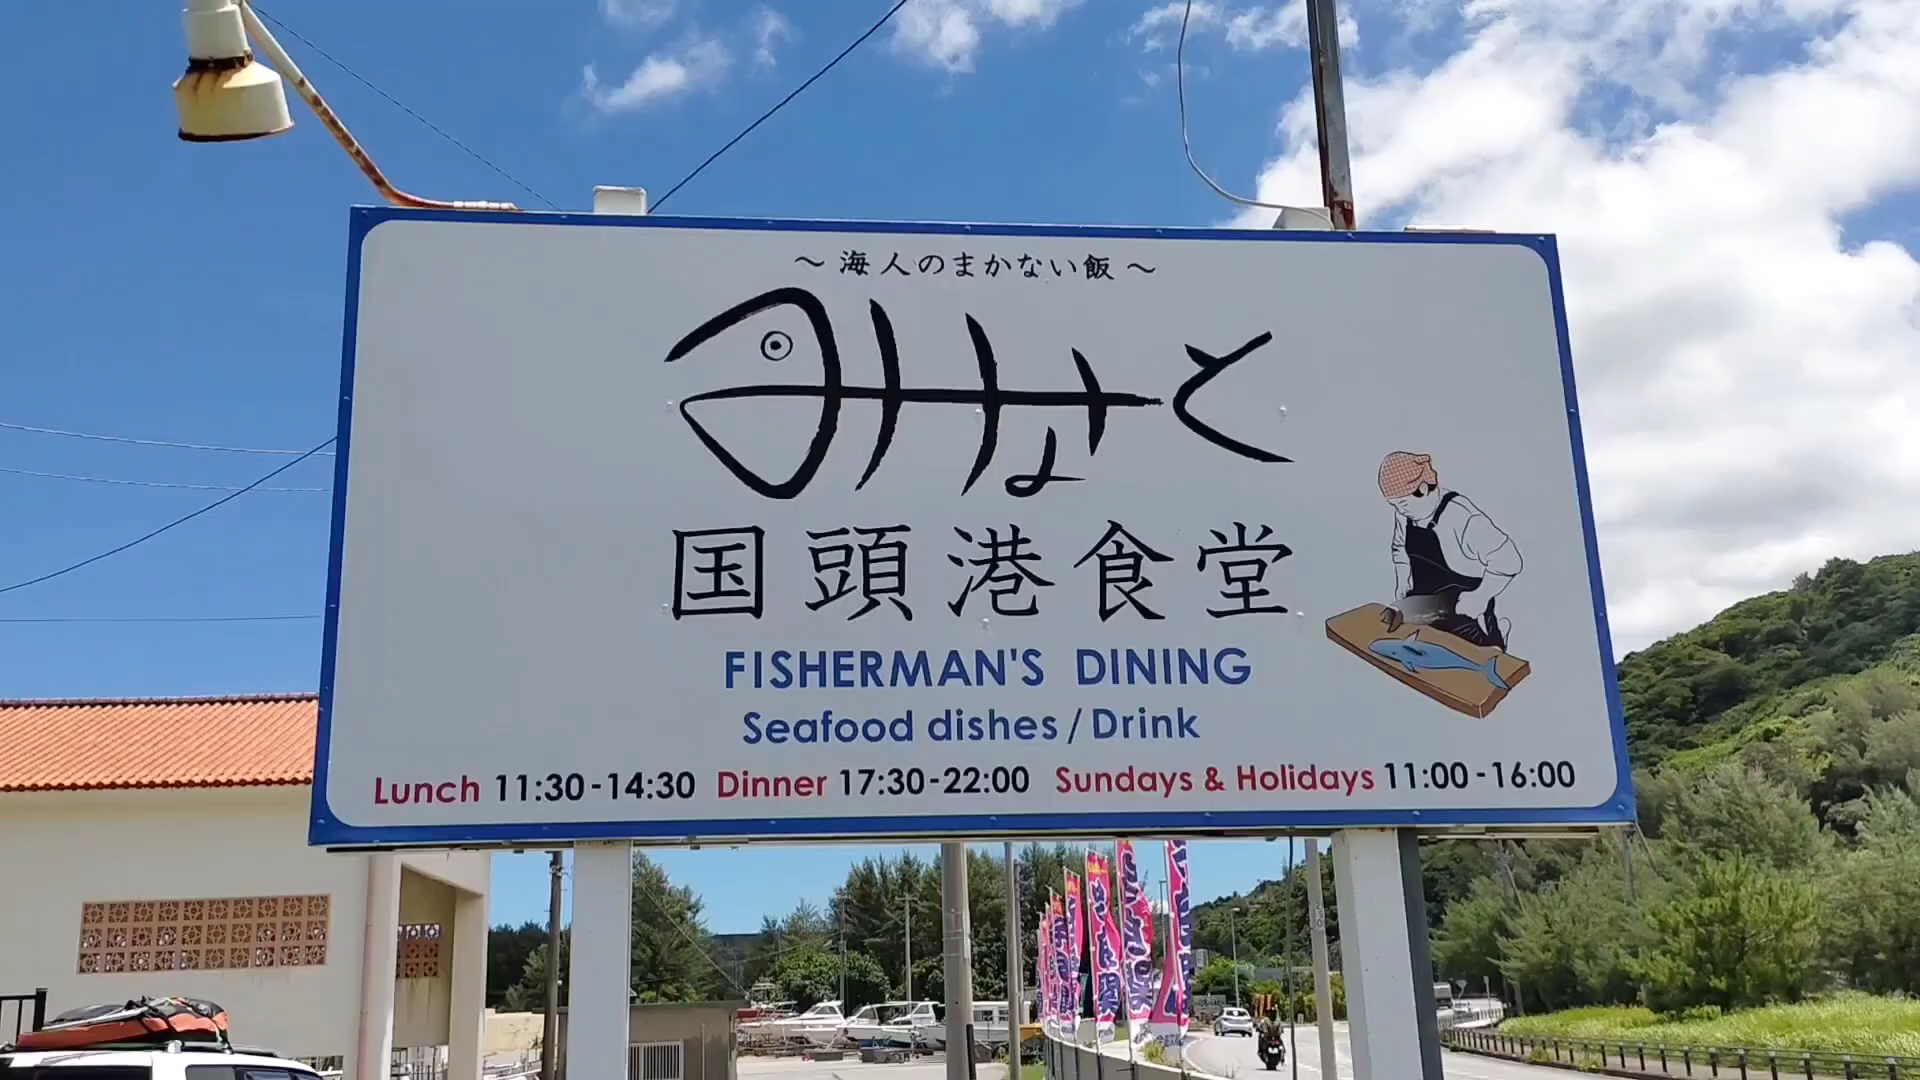 ～海人のまかない飯～
みなと
国頭港食堂
FISHERMAN'S DINING
Seafood dishes / Drink
Lunch 11:30-14:30 Dinner 17:30-22:00 Sundays & Holidays 11:00-16:00